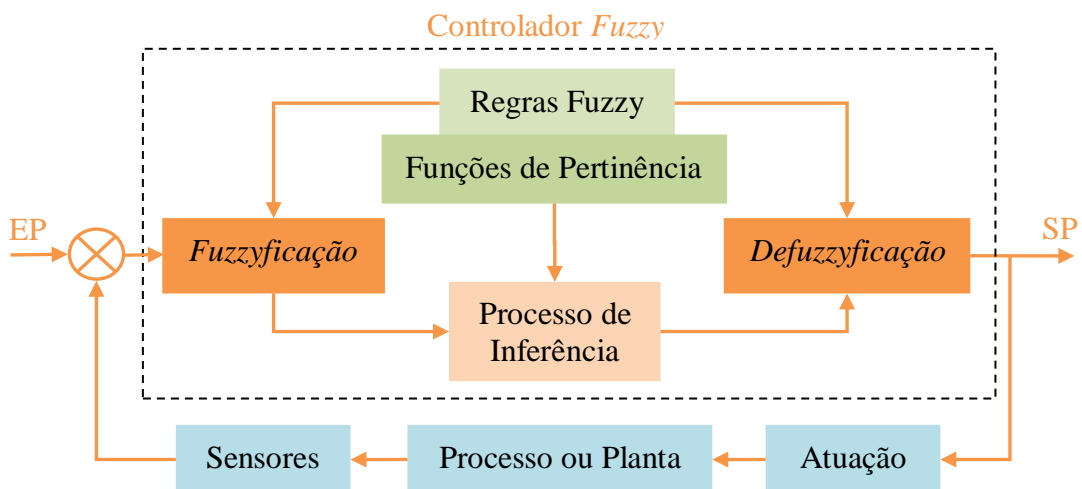 Controlador Fuzzy
Regras Fuzzy
Funções de Pertinência
EP
Fuzzyficação
Defuzzyficação
SP
Processo de
Inferência
Sensores
Processo ou Planta
Atuação